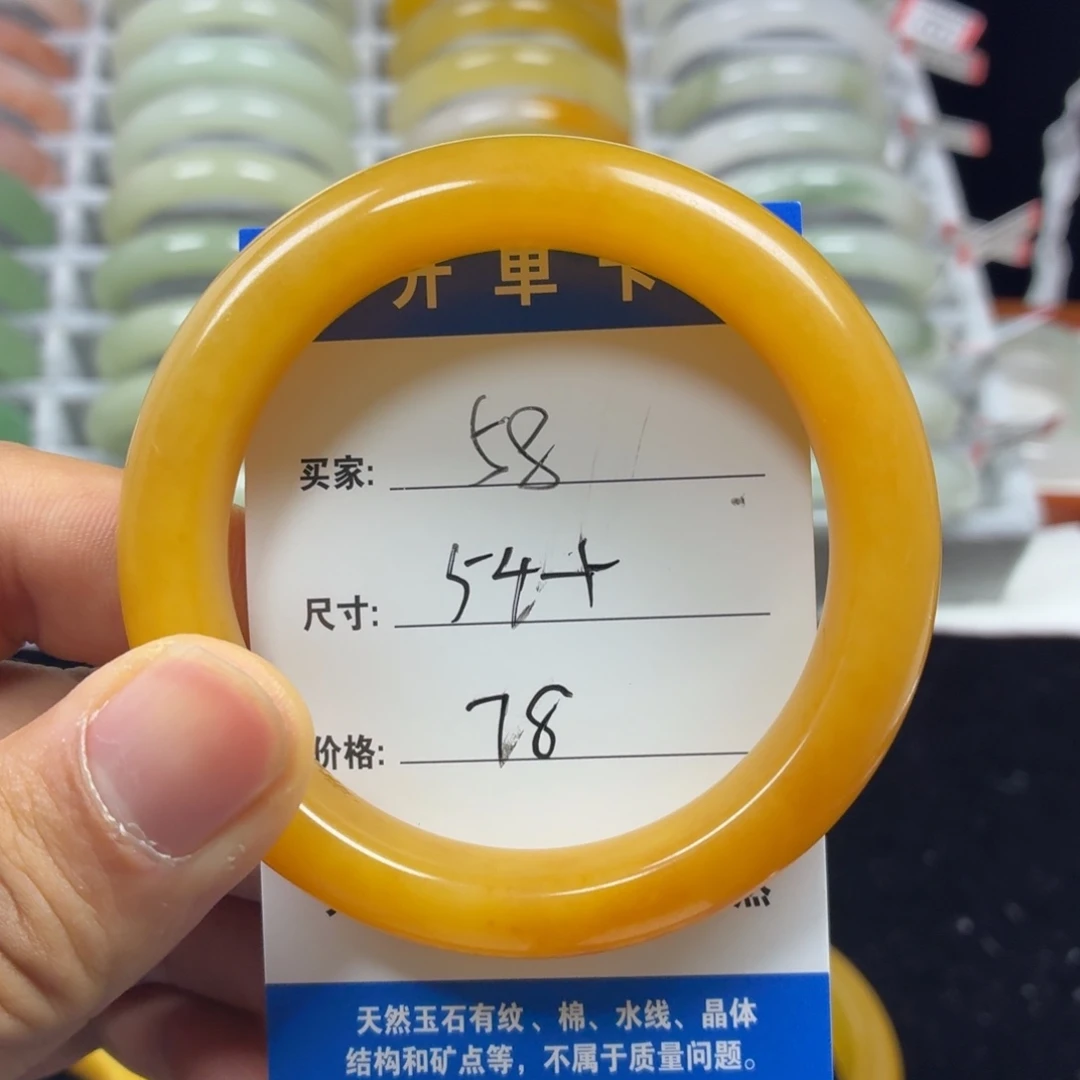 开单卡
买家: 58
尺寸: 54+
价格: 78
天然玉石有纹、棉、水线、晶体
结构和矿点等，不属于质量问题。